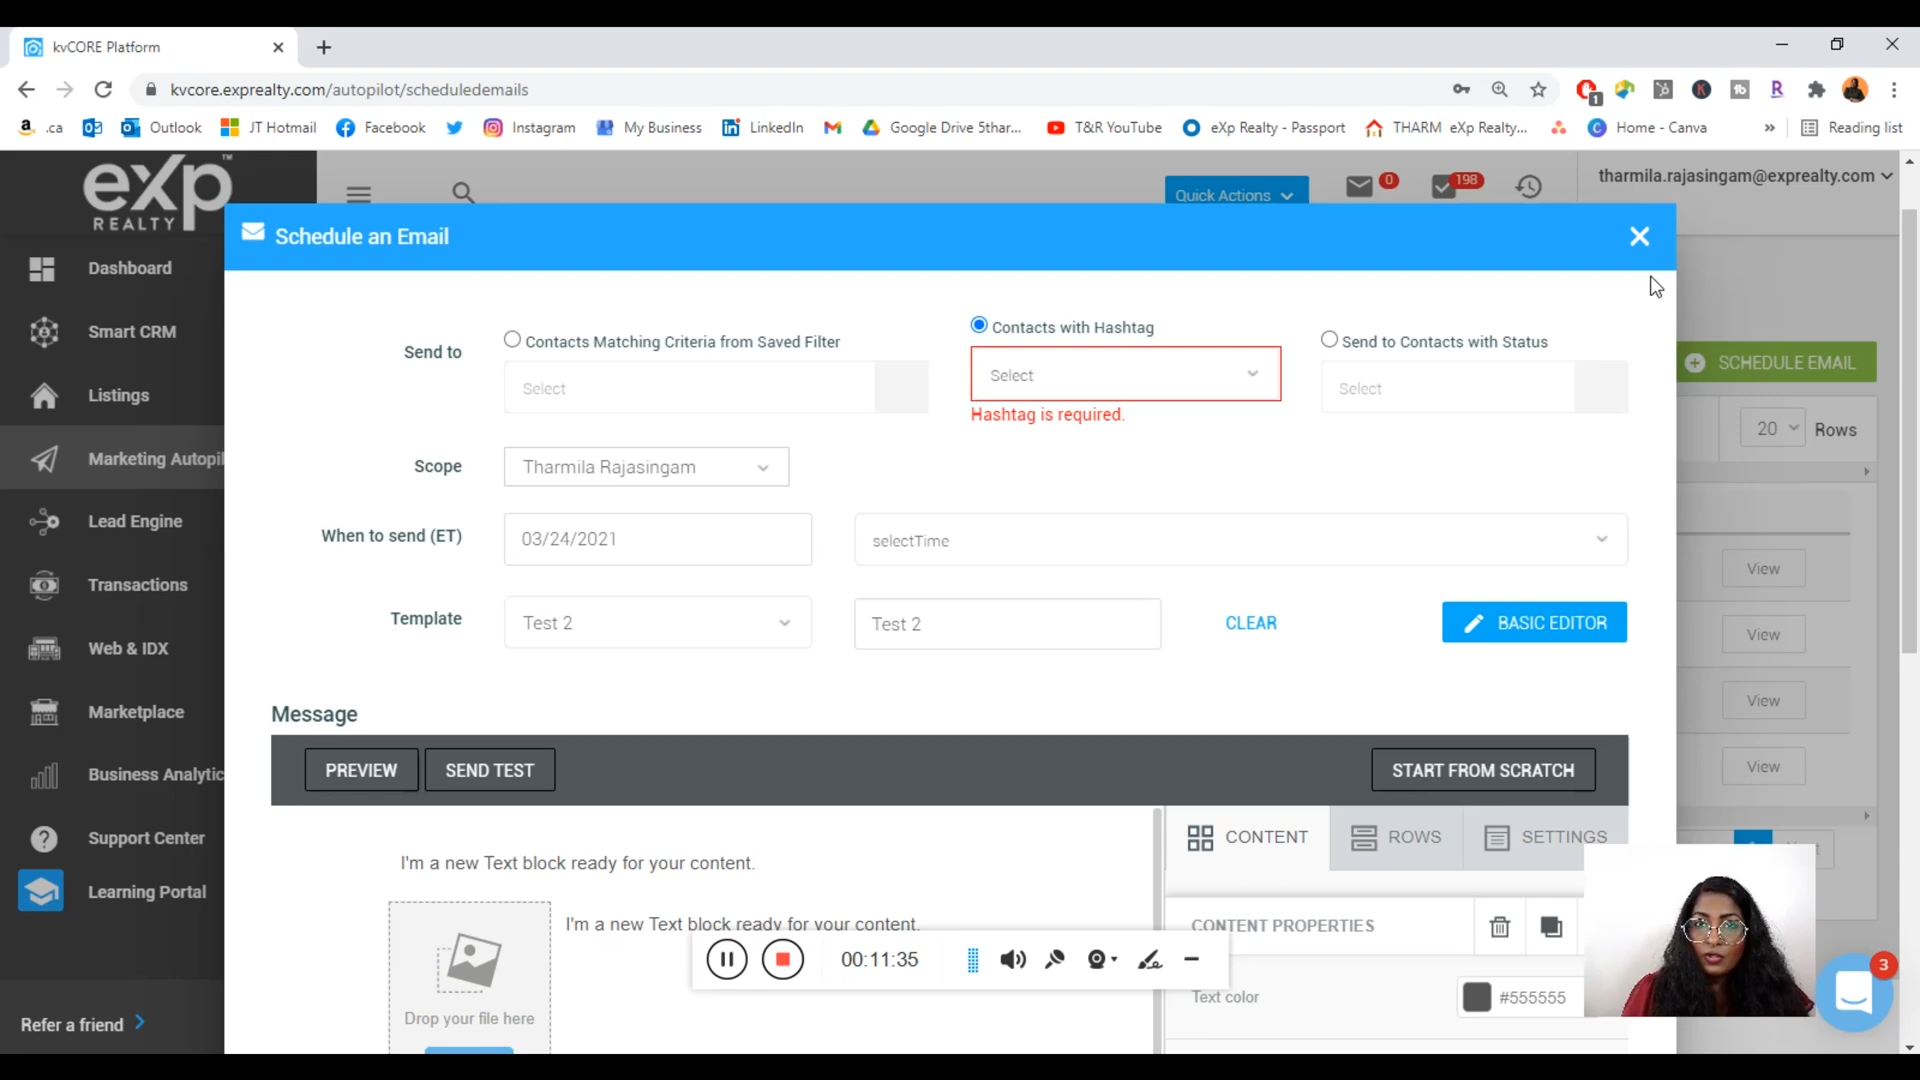 kvCORE Platform
kvcore.exprealty.com/autopilot/scheduledemails
1
.ca
Outlook
JT Hotmail
Facebook
Instagram
My Business
LinkedIn
Google Drive 5thar...
T&R YouTube
eXp Realty - Passport
THARM eXp Realty...
Home - Canva
»
Reading list
eXp™
REALTY
Quick Actions
0
198
tharmila.rajasingam@exprealty.com
Dashboard
Smart CRM
Listings
Marketing Autopil
Lead Engine
Transactions
Web & IDX
Marketplace
Business Analytic
Support Center
Learning Portal
Refer a friend
Schedule an Email
Send to
Contacts Matching Criteria from Saved Filter
Select
Contacts with Hashtag
Select
Hashtag is required.
Send to Contacts with Status
Select
Scope
Tharmila Rajasingam
When to send (ET)
03/24/2021
selectTime
Template
Test 2
Test 2
CLEAR
BASIC EDITOR
Message
PREVIEW
SEND TEST
START FROM SCRATCH
I'm a new Text block ready for your content.
I'm a new Text block ready for your content.
Drop your file here
CONTENT
ROWS
SETTINGS
CONTENT PROPERTIES
Text color
#555555
00:11:35
SCHEDULE EMAIL
20
Rows
View
View
View
View
3